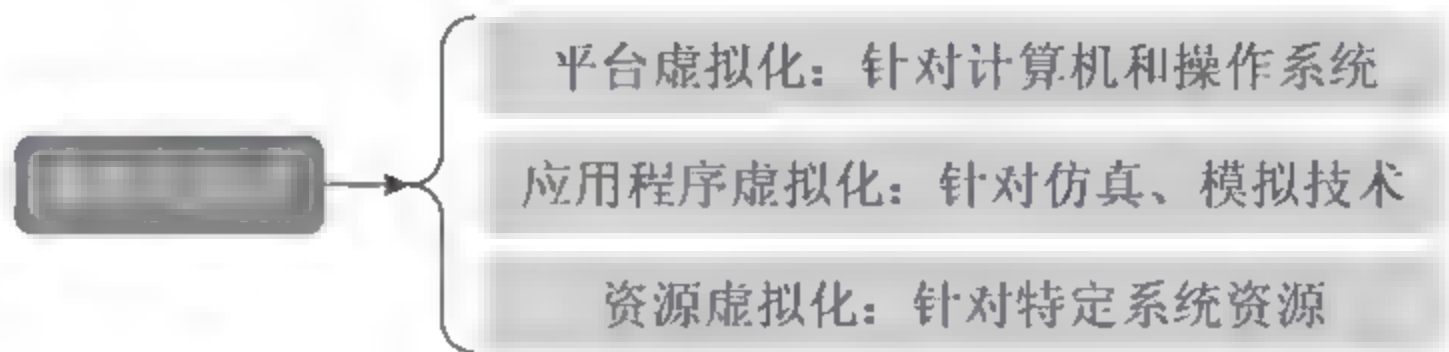 平台虚拟化：针对计算机和操作系统
应用程序虚拟化：针对仿真、模拟技术
资源虚拟化：针对特定系统资源